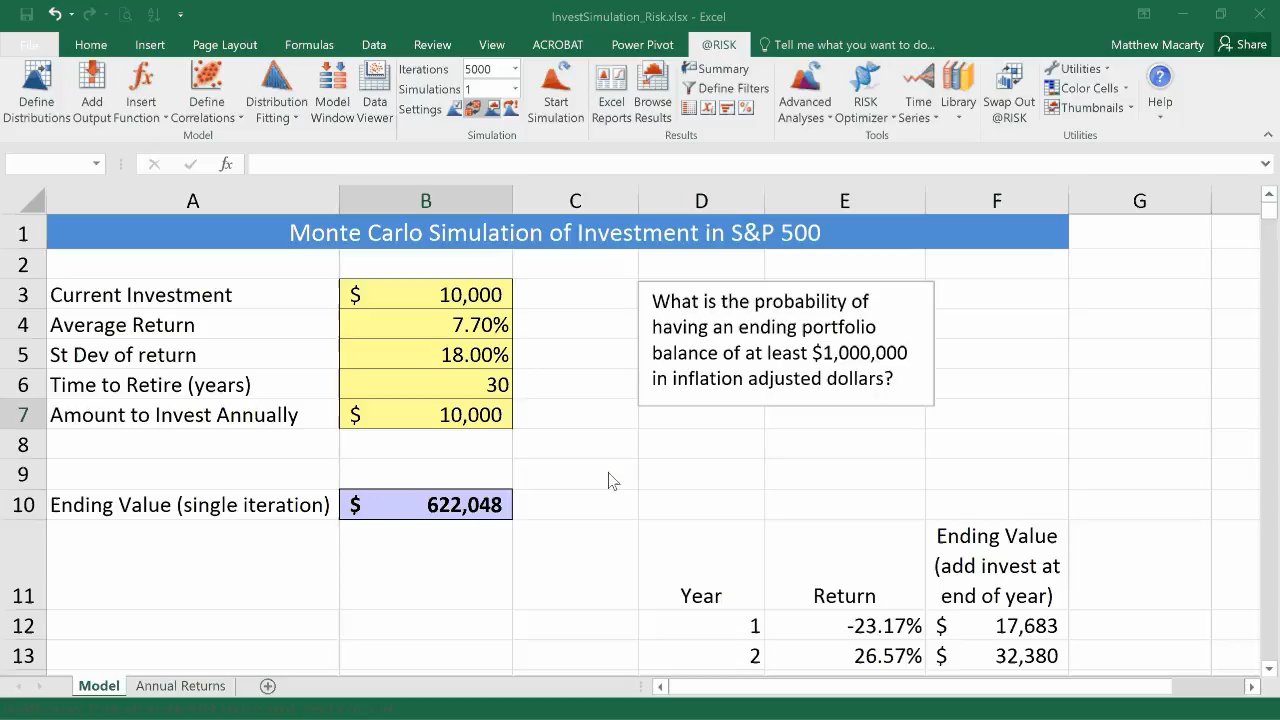 InvestSimulation_Risk.xlsx - Excel
File Home Insert Page Layout Formulas Data Review View ACROBAT Power Pivot @RISK Tell me what you want to do... Matthew Macarty Share
Define Distributions
Add Output
Insert Function
Define Correlations
Distribution Fitting
Model Window
Data Viewer
Model
Iterations 5000
Simulations 1
Settings
Start Simulation
Simulation
Excel Reports
Browse Results
Summary
Define Filters
Results
Advanced Analyses
RISK Optimizer
Time Series
Library
Tools
Swap Out @RISK
Utilities
Color Cells
Thumbnails
Help
Utilities
fx
A B C D E F G
1 Monte Carlo Simulation of Investment in S&P 500
2
3 Current Investment $ 10,000
4 Average Return 7.70%
5 St Dev of return 18.00%
6 Time to Retire (years) 30
7 Amount to Invest Annually $ 10,000
What is the probability of
having an ending portfolio
balance of at least $1,000,000
in inflation adjusted dollars?
8
9
10 Ending Value (single iteration) $ 622,048
11 Year Return Ending Value
(add invest at
end of year)
12 1 -23.17% $ 17,683
13 2 26.57% $ 32,380
Model Annual Returns